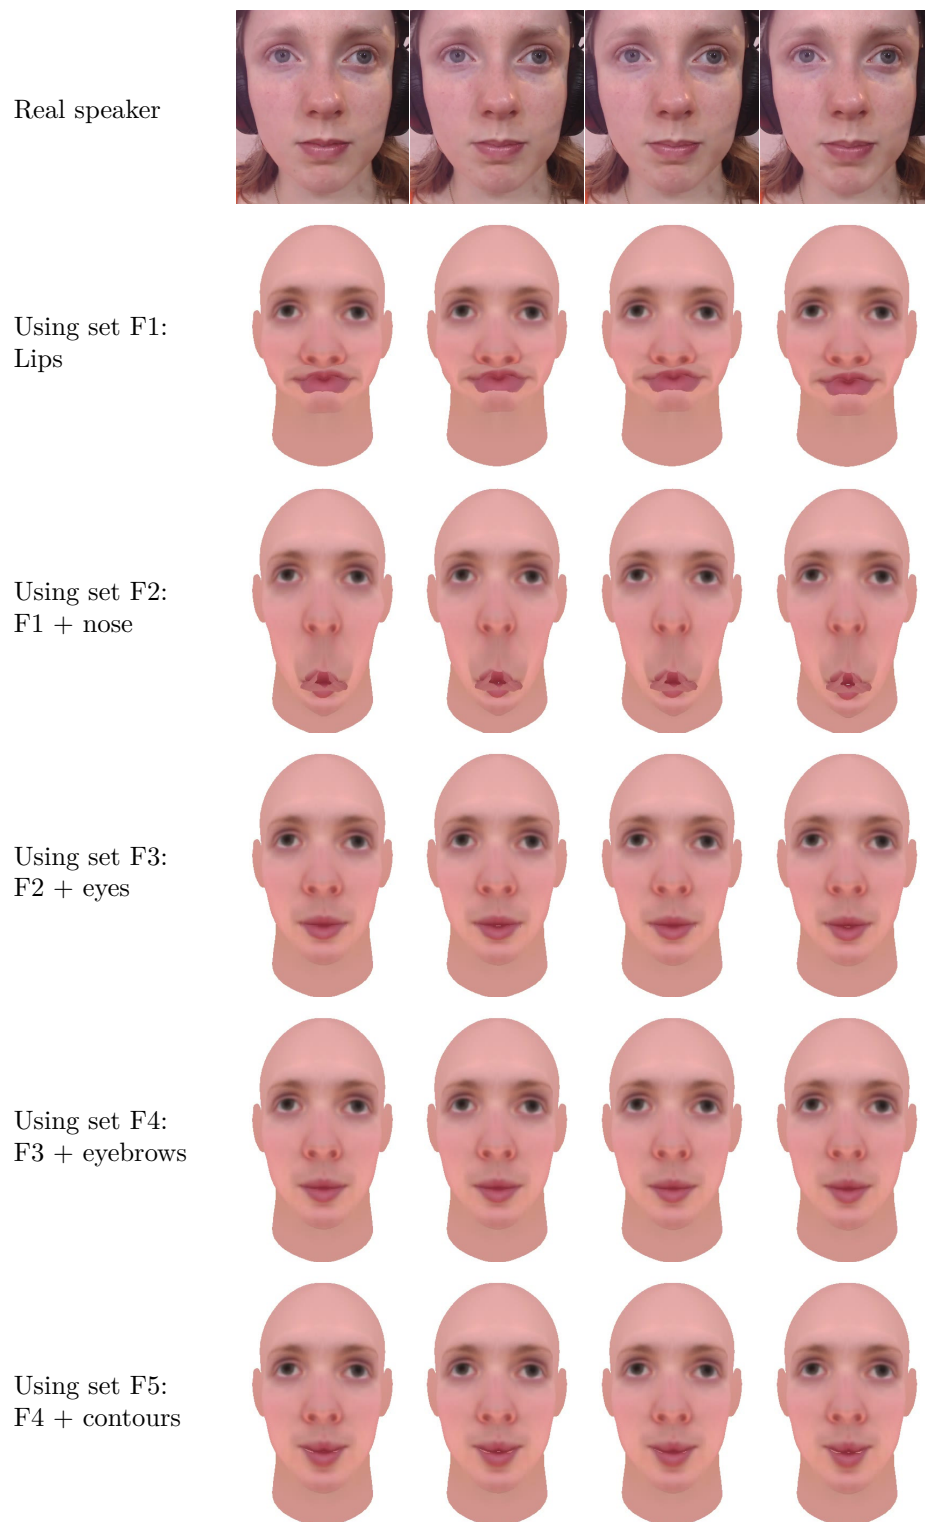 Real speaker
Using set F1:
Lips
Using set F2:
F1 + nose
Using set F3:
F2 + eyes
Using set F4:
F3 + eyebrows
Using set F5:
F4 + contours